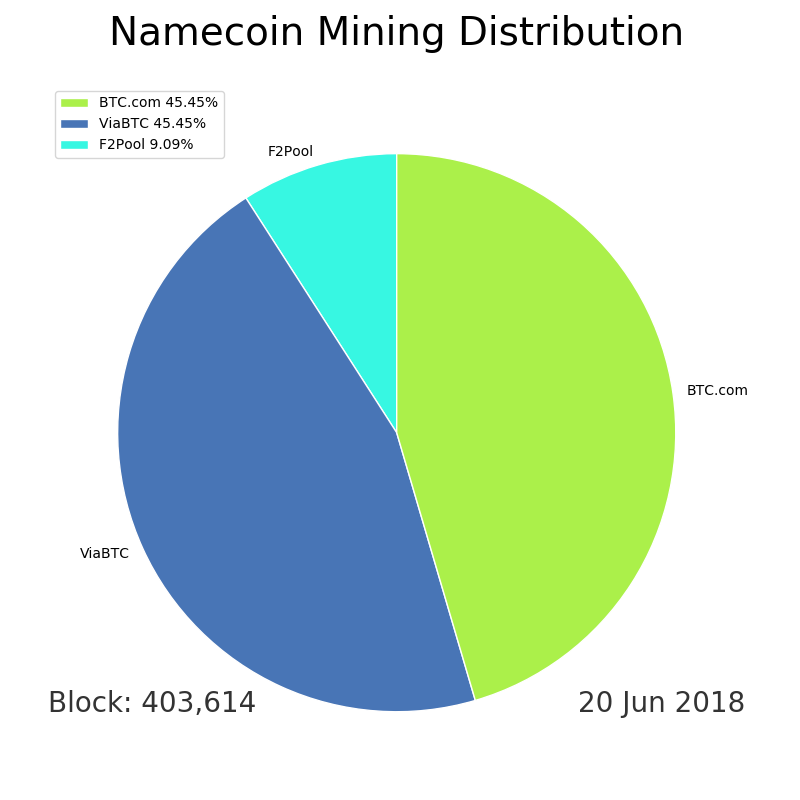 Namecoin Mining Distribution
BTC.com 45.45%
ViaBTC 45.45%
F2Pool 9.09%
F2Pool
BTC.com
ViaBTC
Block: 403,614
20 Jun 2018